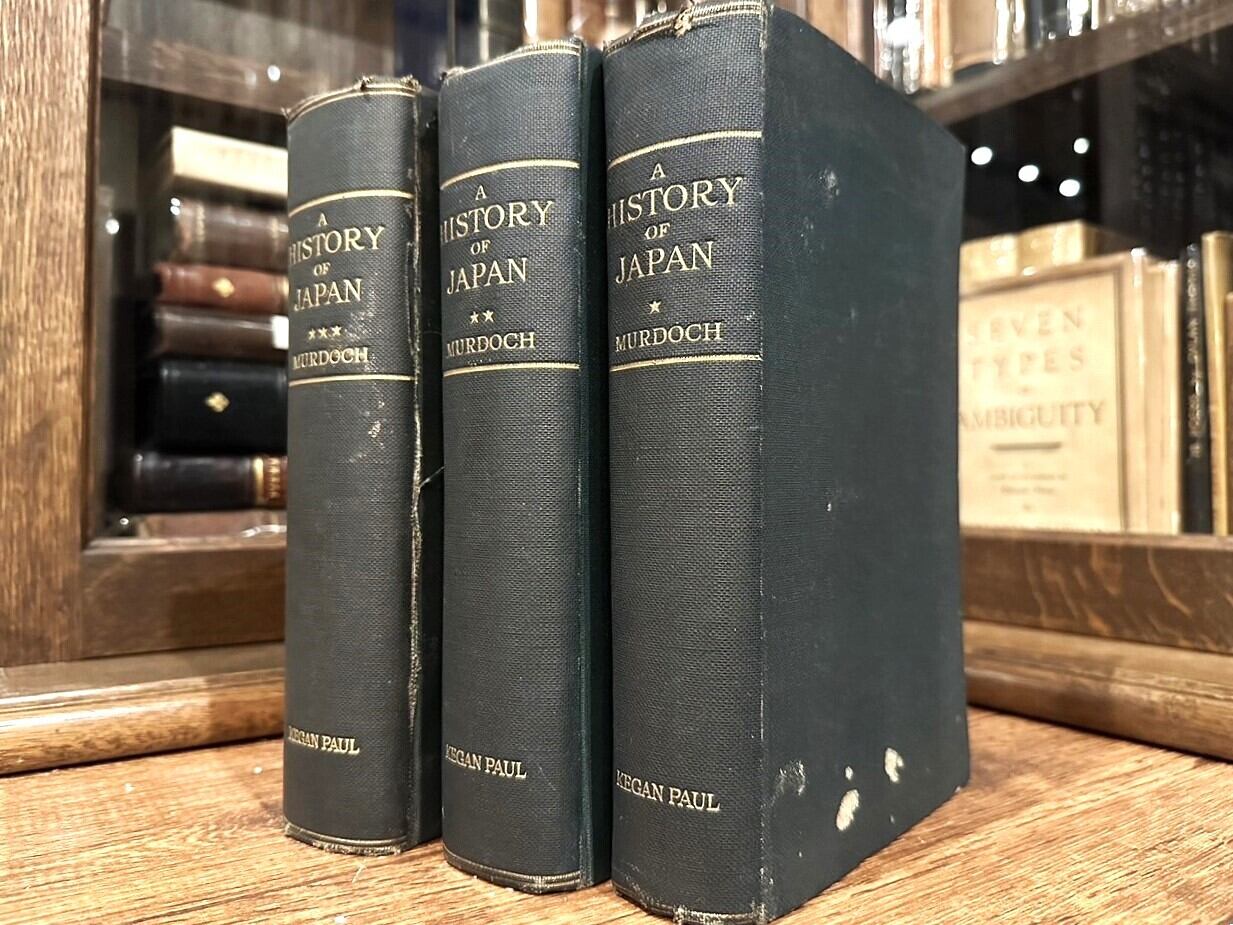 A
HISTORY
OF
JAPAN
★★★
MURDOCH
KEGAN PAUL
A
HISTORY
OF
JAPAN
★★
MURDOCH
KEGAN PAUL
A
HISTORY
OF
JAPAN
★
MURDOCH
KEGAN PAUL
SEVEN
TYPES
AMBIGUITY